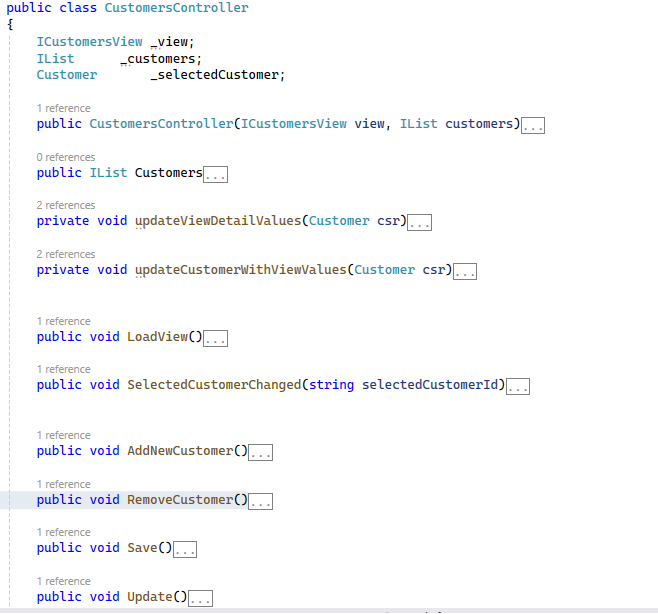 public class CustomersController
{
ICustomersView _view;
IList _customers;
Customer _selectedCustomer;
1 reference
public CustomersController(ICustomersView view, IList customers)...
0 references
public IList Customers...
2 references
private void updateViewDetailValues(Customer csr)...
2 references
private void updateCustomerWithViewValues(Customer csr)...
1 reference
public void LoadView()...
1 reference
public void SelectedCustomerChanged(string selectedCustomerId)...
1 reference
public void AddNewCustomer()...
1 reference
public void RemoveCustomer()...
1 reference
public void Save()...
1 reference
public void Update()...